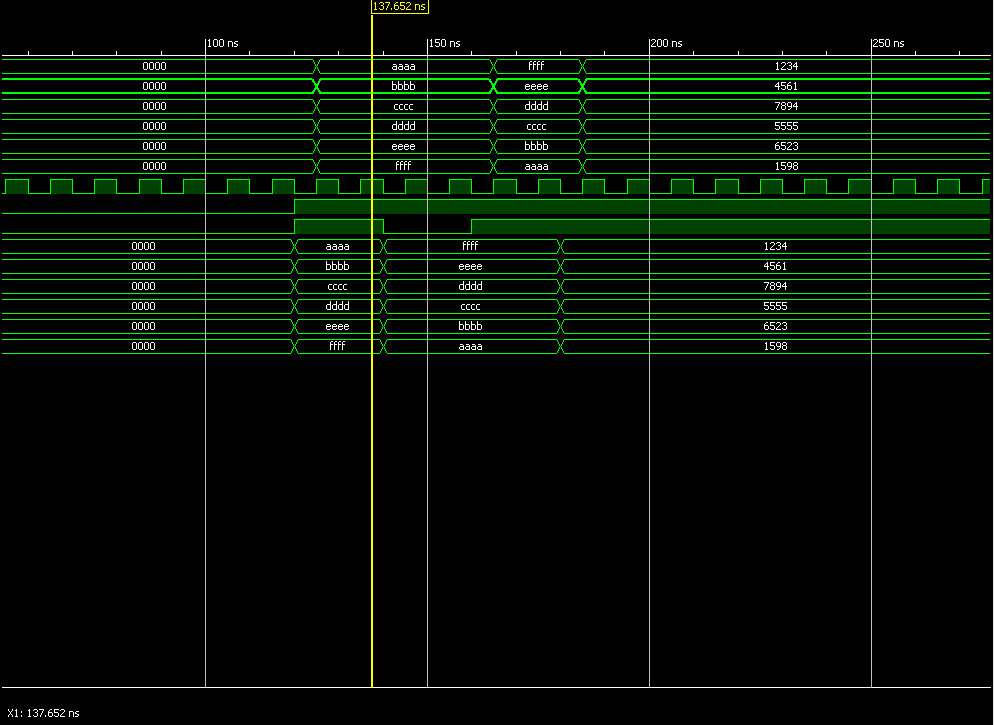 137.652 ns
100 ns 150 ns 200 ns 250 ns
0000 aaaa ffff 1234
0000 bbbb eeee 4561
0000 cccc dddd 7894
0000 dddd cccc 5555
0000 eeee bbbb 6523
0000 ffff aaaa 1598
0000 aaaa ffff 1234
0000 bbbb eeee 4561
0000 cccc dddd 7894
0000 dddd cccc 5555
0000 eeee bbbb 6523
0000 ffff aaaa 1598
X1: 137.652 ns